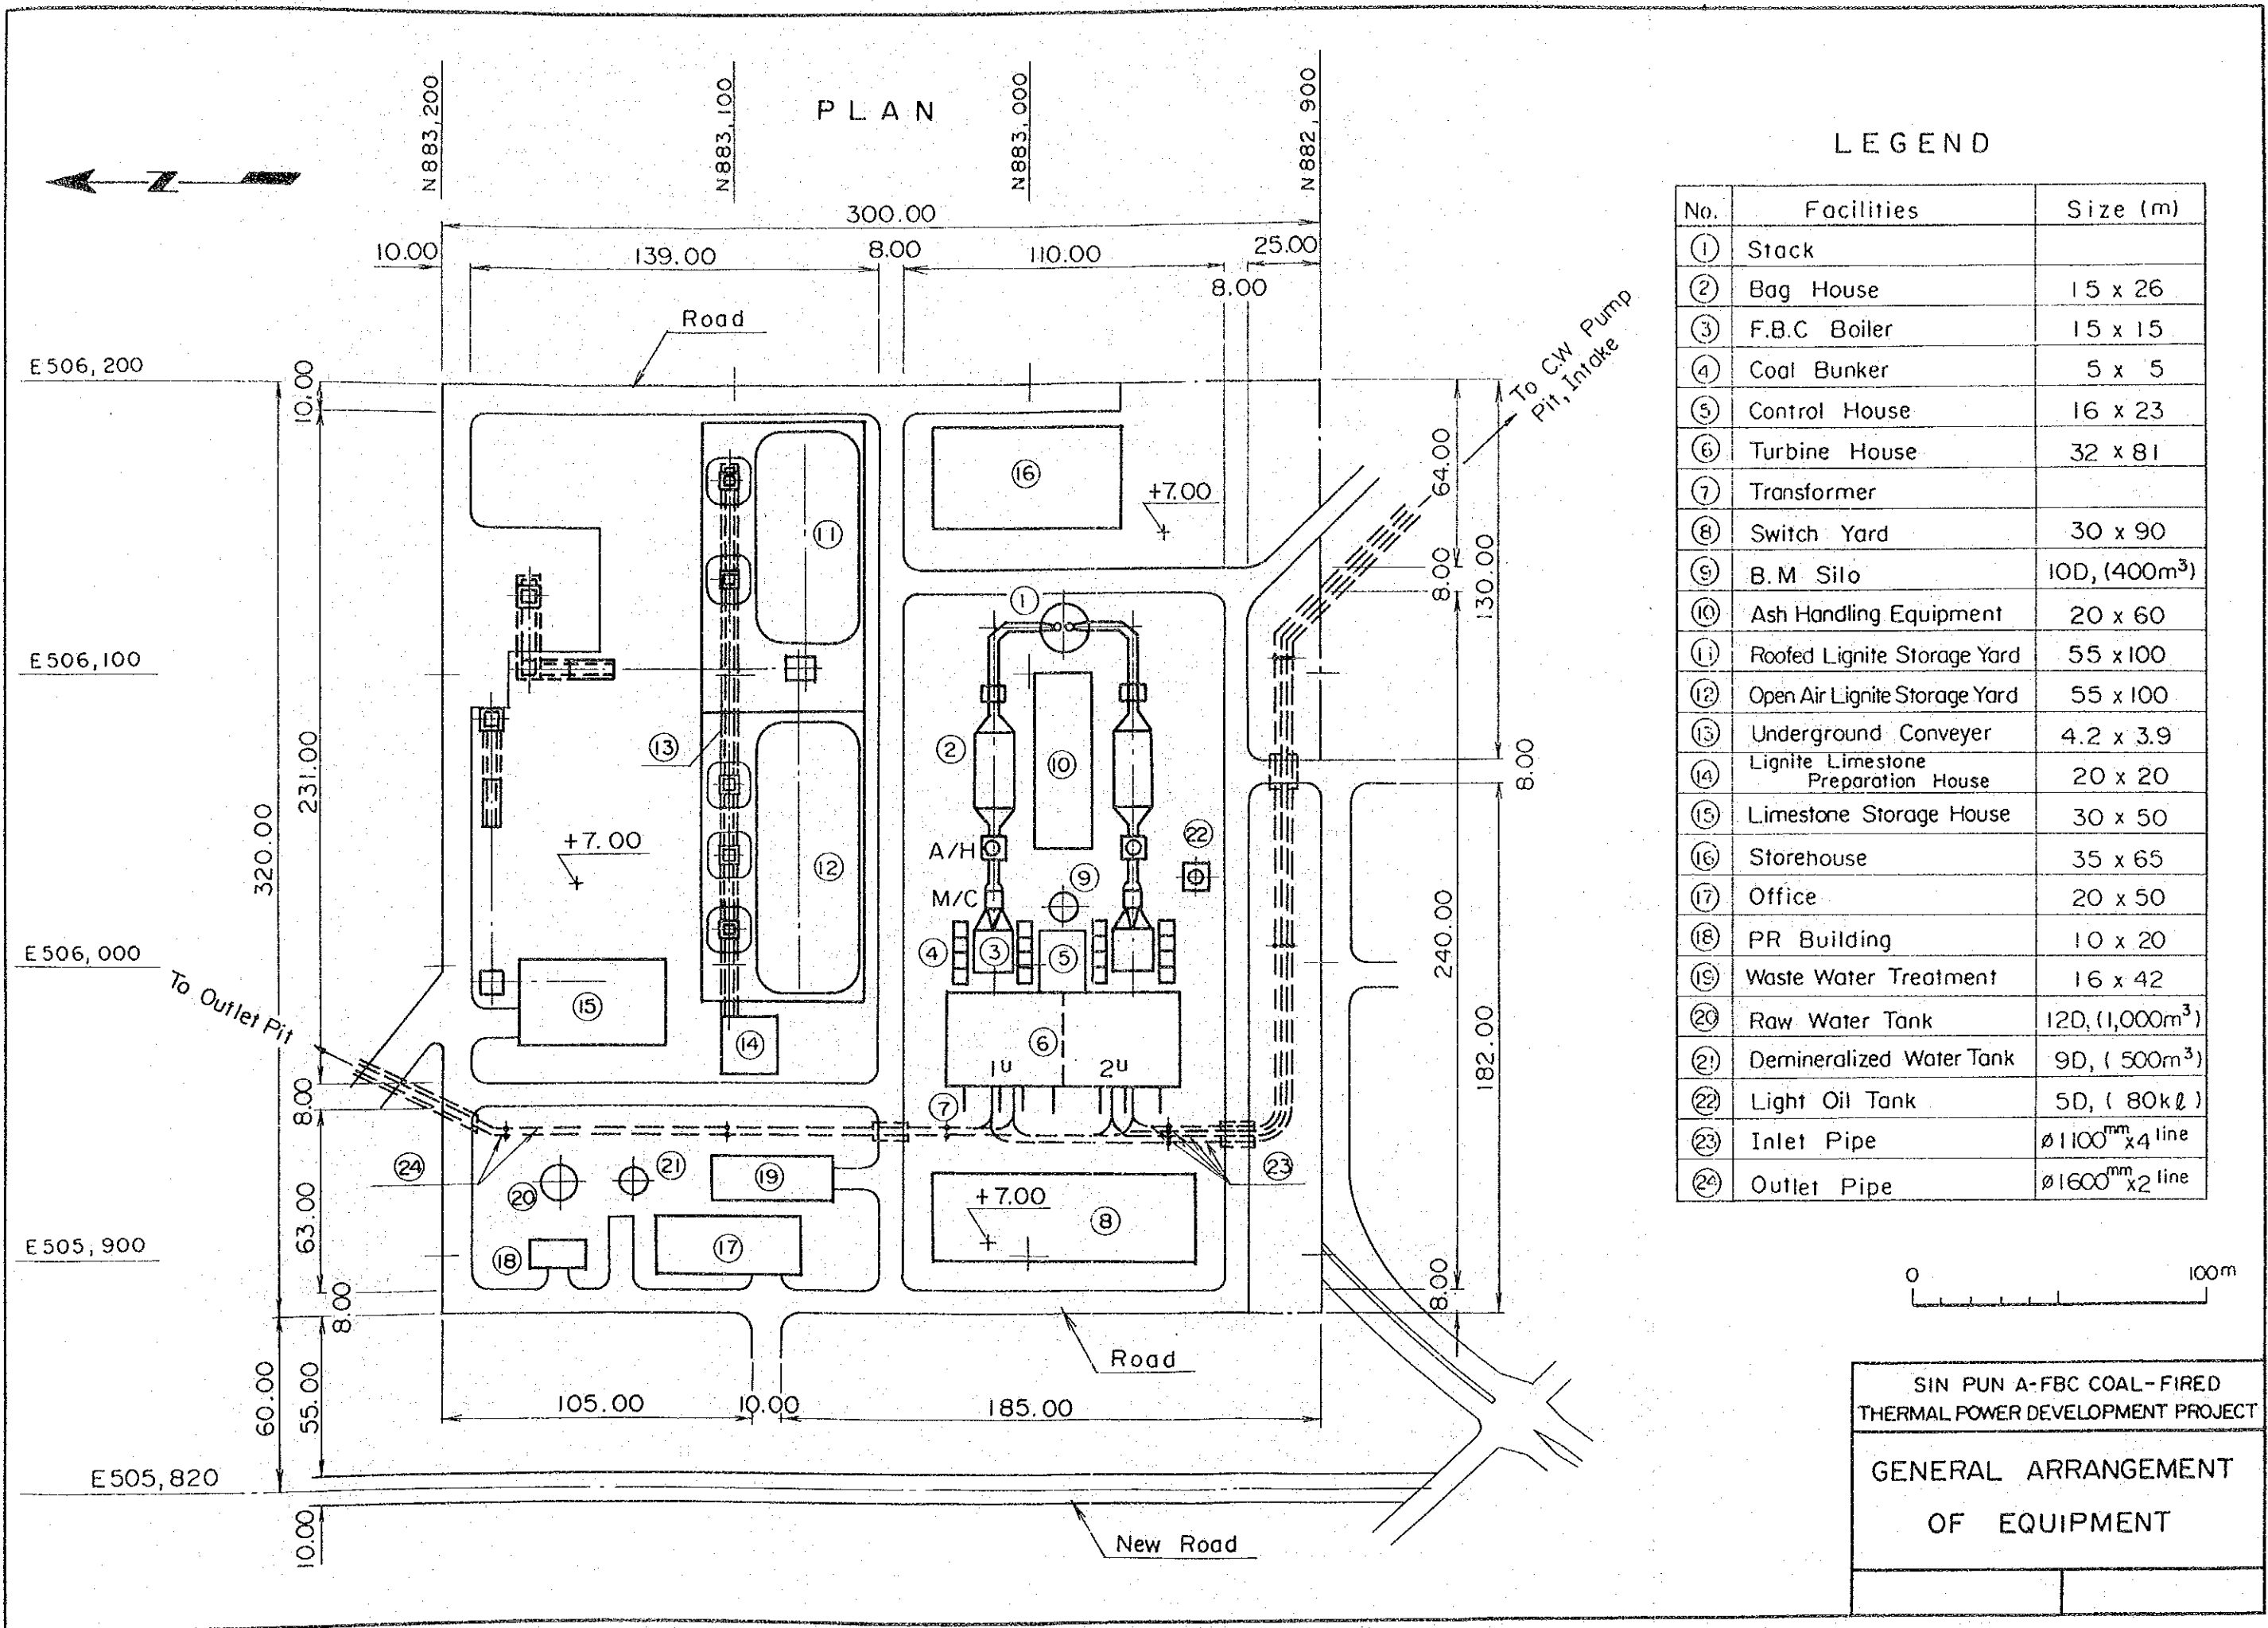 PLAN
N883,200
N883,100
N883,000
N882,900
Z
300.00
10.00
139.00
8.00
110.00
25.00
8.00
Road
To C.W Pump
Pit, Intake
E506,200
E506,100
E506,000
E505,900
E505,820
10.00
231.00
320.00
8.00
63.00
8.00
60.00
55.00
10.00
64.00
8.00
130.00
8.00
240.00
182.00
8.00
16
+7.00
11
1
13
2
10
+7.00
12
A/H
22
9
M/C
4
3
5
To Outlet Pit
15
14
6
1U
2U
7
24
20
21
19
23
+7.00
8
18
17
Road
105.00
10.00
185.00
New Road
LEGEND
No. Facilities Size (m)
① Stack
② Bag House 15 x 26
③ F.B.C Boiler 15 x 15
④ Coal Bunker 5 x 5
⑤ Control House 16 x 23
⑥ Turbine House 32 x 81
⑦ Transformer
⑧ Switch Yard 30 x 90
⑨ B.M Silo 10D, (400m³)
⑩ Ash Handling Equipment 20 x 60
⑪ Roofed Lignite Storage Yard 55 x 100
⑫ Open Air Lignite Storage Yard 55 x 100
⑬ Underground Conveyer 4.2 x 3.9
⑭ Lignite Limestone
Preparation House 20 x 20
⑮ Limestone Storage House 30 x 50
⑯ Storehouse 35 x 65
⑰ Office 20 x 50
⑱ PR Building 10 x 20
⑲ Waste Water Treatment 16 x 42
⑳ Raw Water Tank 12D, (1,000m³)
㉑ Demineralized Water Tank 9D, ( 500m³)
㉒ Light Oil Tank 5D, ( 80kℓ )
㉓ Inlet Pipe ø1100mm x 4 line
㉔ Outlet Pipe ø1600mm x2 line
0 100m
SIN PUN A-FBC COAL-FIRED
THERMAL POWER DEVELOPMENT PROJECT
GENERAL ARRANGEMENT
OF EQUIPMENT